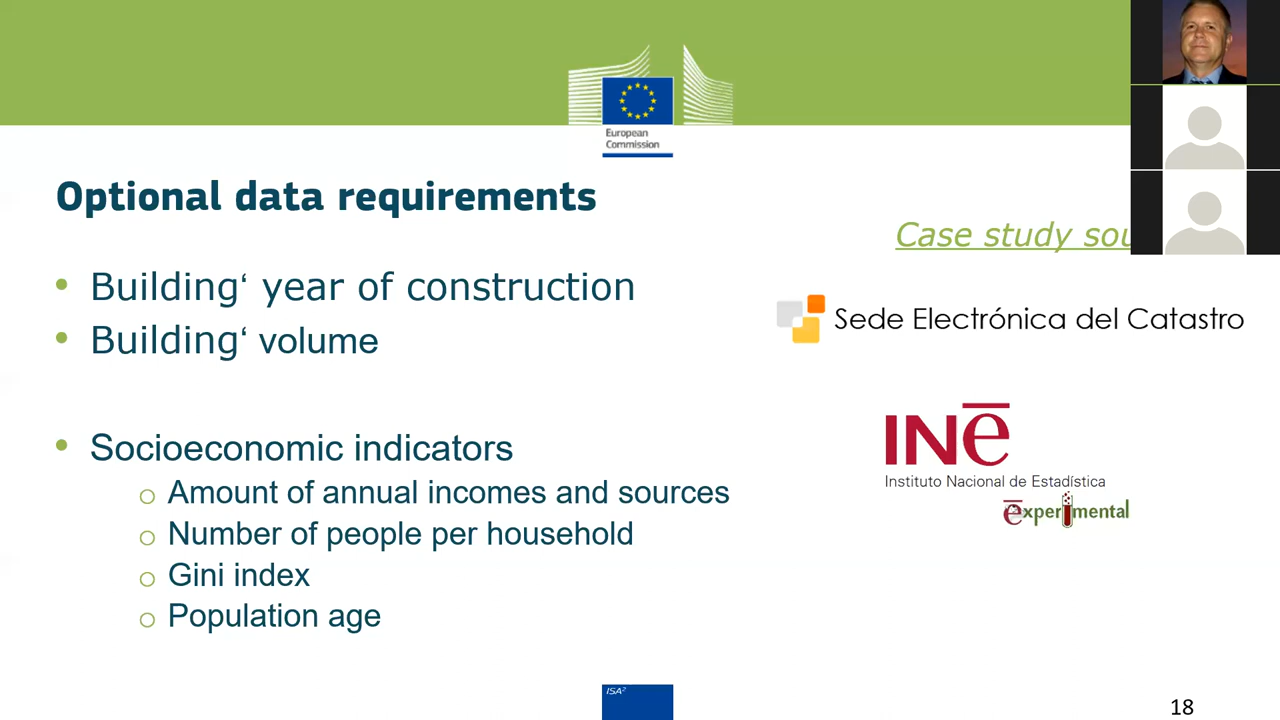 European
Commission
Optional data requirements
Case study sou
• Building‘ year of construction
• Building‘ volume
Sede Electrónica del Catastro
INe
Instituto Nacional de Estadística
experimental
• Socioeconomic indicators
o Amount of annual incomes and sources
o Number of people per household
o Gini index
o Population age
ISA²
18